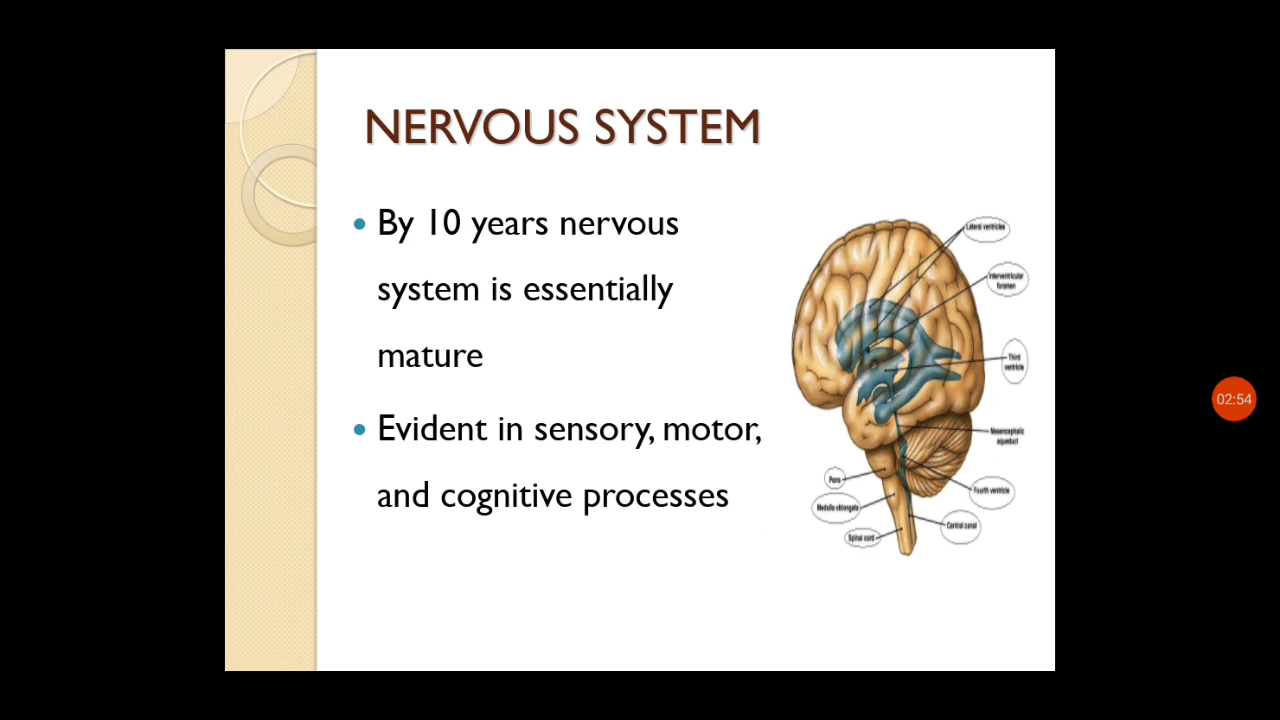 NERVOUS SYSTEM
By 10 years nervous
system is essentially
mature
Evident in sensory, motor,
and cognitive processes
Lateral ventricles
Interventricular
foramen
Third
ventricle
Mesencephalic
aqueduct
Fourth ventricle
Central canal
Pons
Medulla oblongata
Spinal cord
02:54